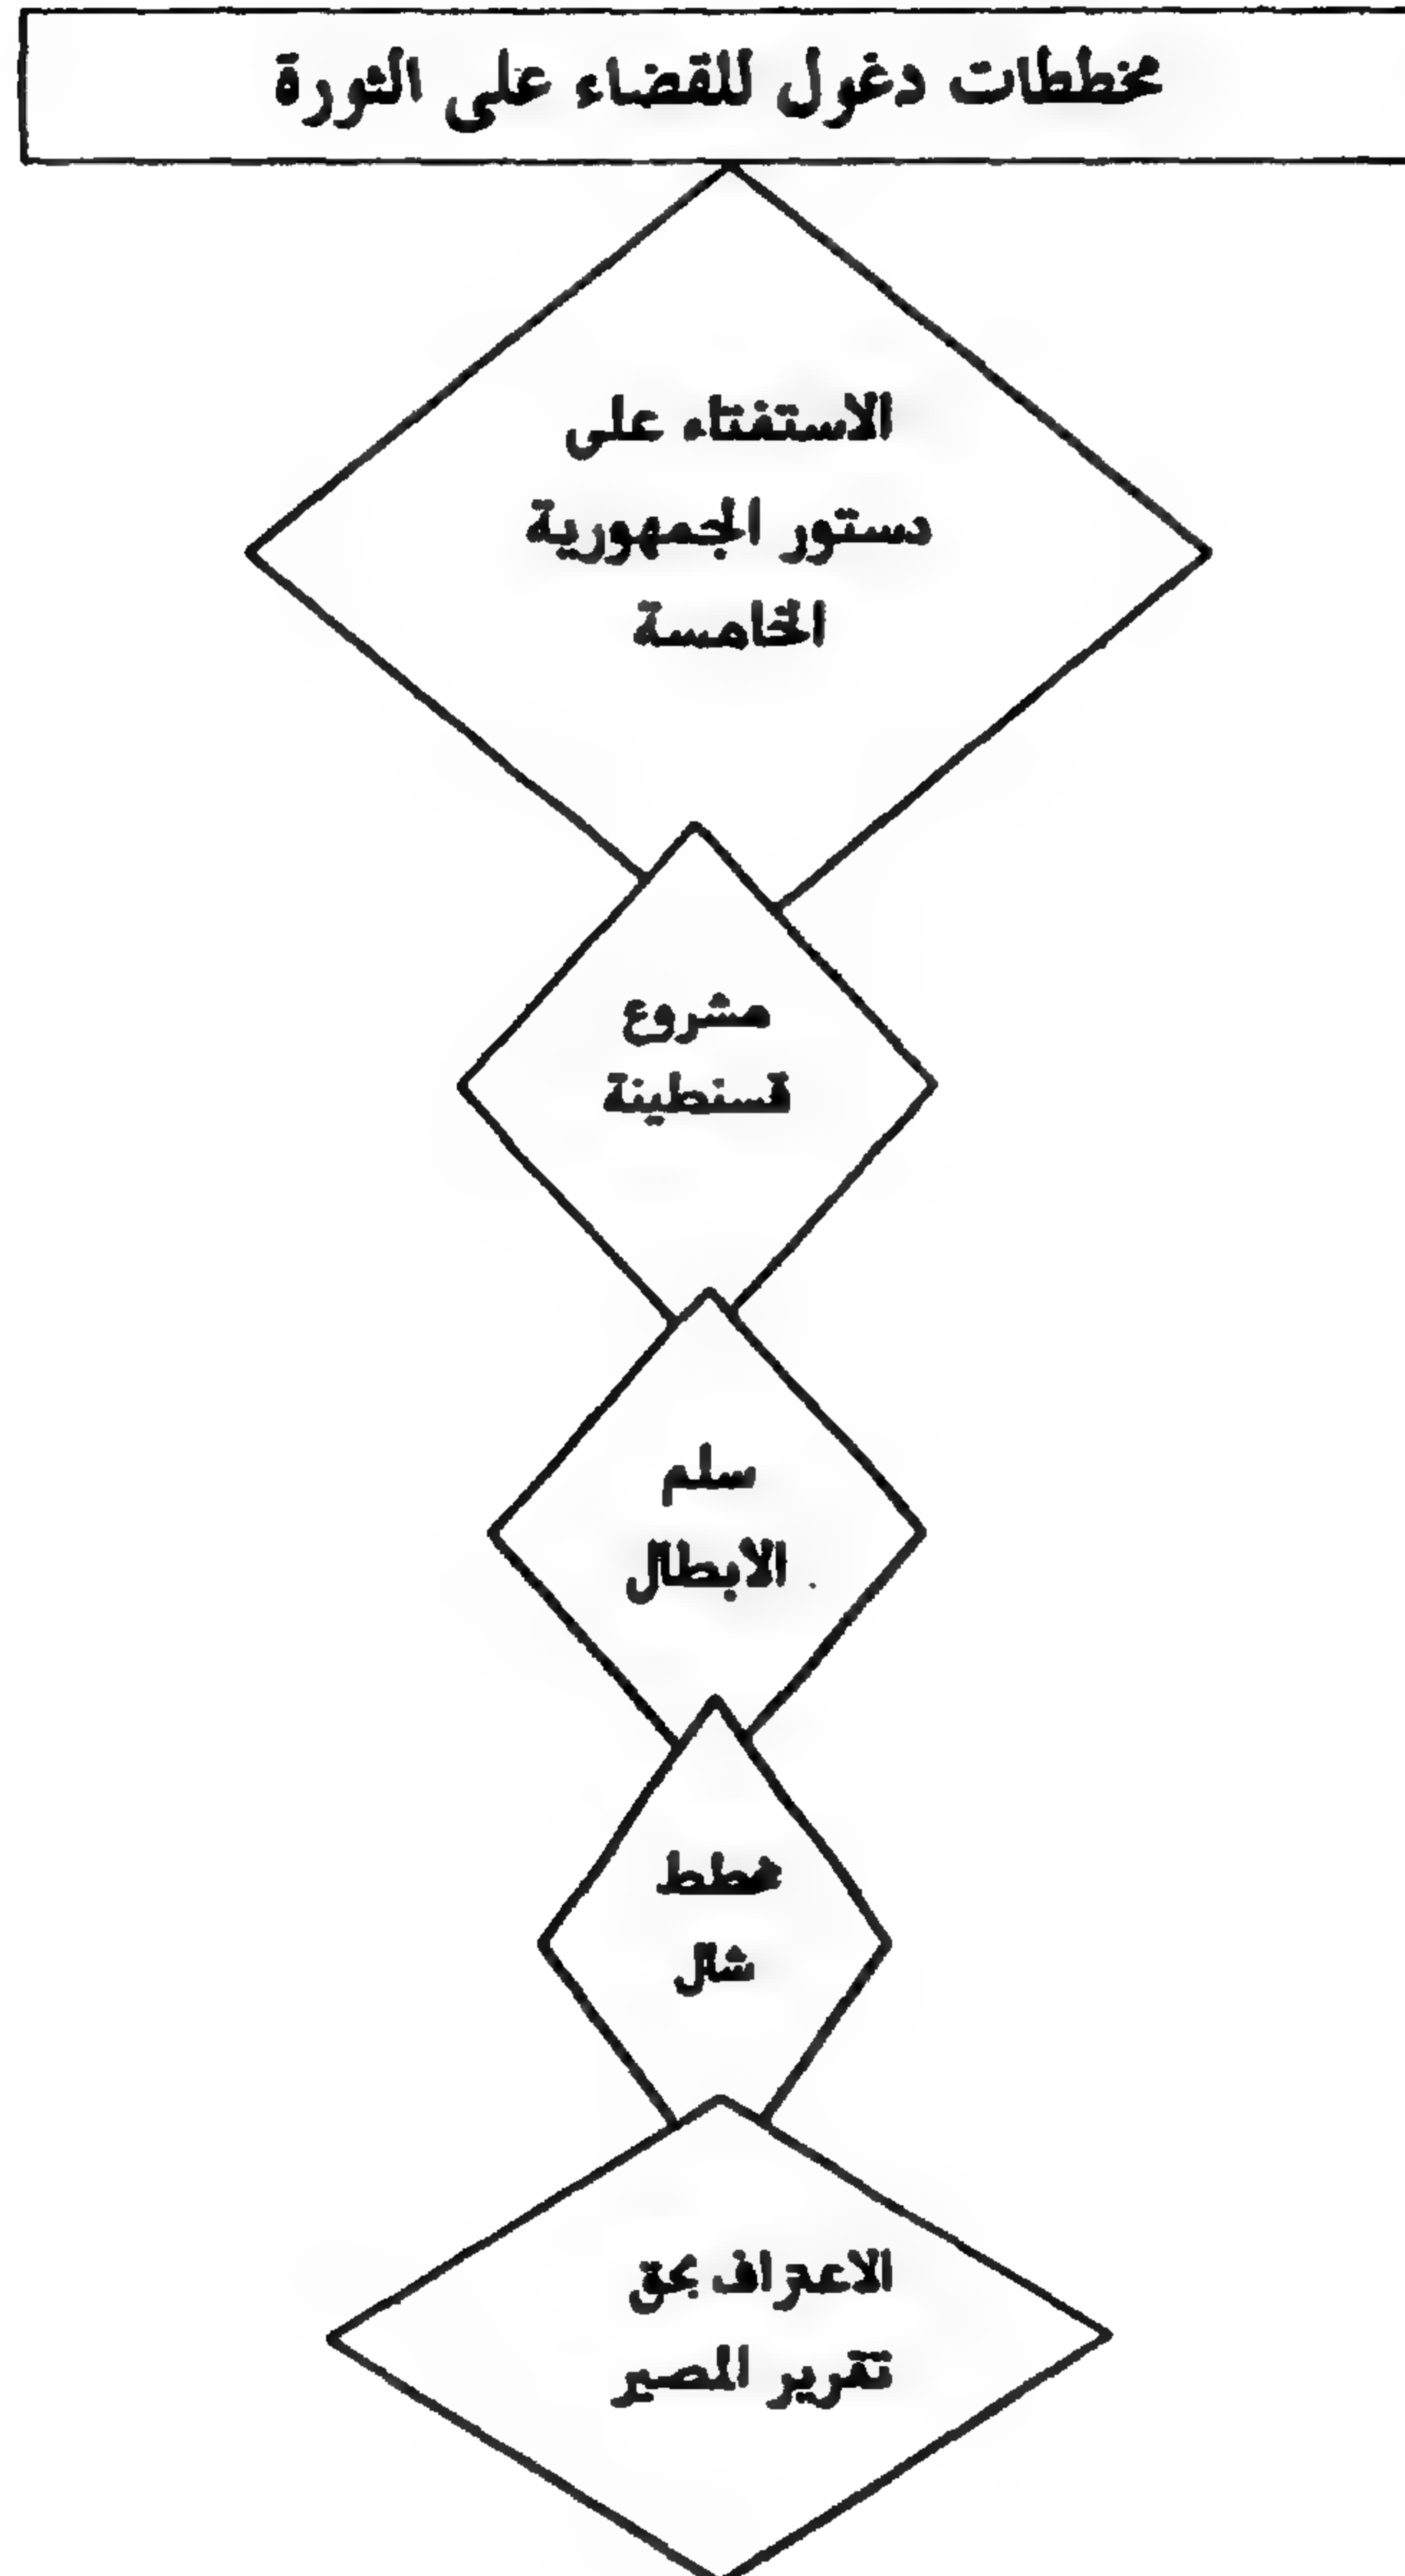 مخططات دغول للقضاء على الثورة
الاستفتاء على
دستور الجمهورية
الخامسة
مشروع
قسنطينة
سلم
الابطال
مخطط
شال
الاعتراف بحق
تقرير المصير